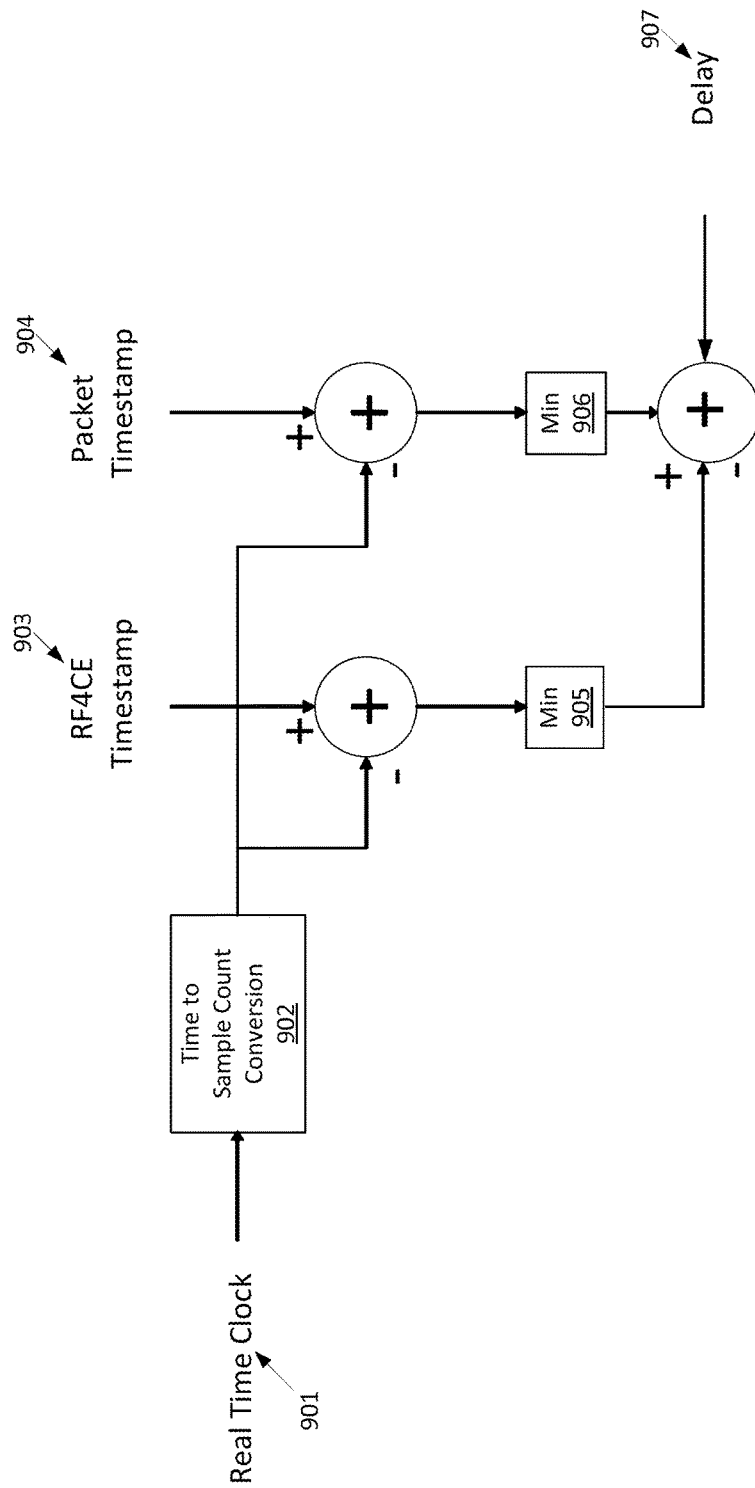 Real Time Clock
901
Time to
Sample Count
Conversion
902
RF4CE
Timestamp
903
Packet
Timestamp
904
+
+
-
+
+
-
Min
905
Min
906
+
+
-
Delay
907